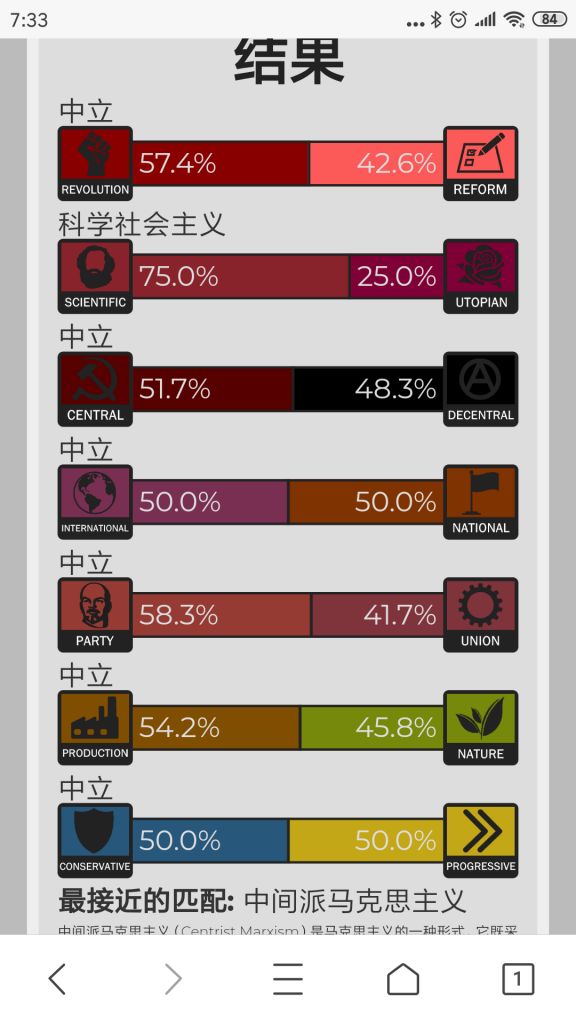 7:33
84
结果
中立
REVOLUTION 57.4% 42.6% REFORM
科学社会主义
SCIENTIFIC 75.0% 25.0% UTOPIAN
中立
CENTRAL 51.7% 48.3% DECENTRAL
中立
INTERNATIONAL 50.0% 50.0% NATIONAL
中立
PARTY 58.3% 41.7% UNION
中立
PRODUCTION 54.2% 45.8% NATURE
中立
CONSERVATIVE 50.0% 50.0% PROGRESSIVE
最接近的匹配: 中间派马克思主义
中间派马克思主义 (Centrist Marxism) 是马克思主义的一种形式，它既采
1